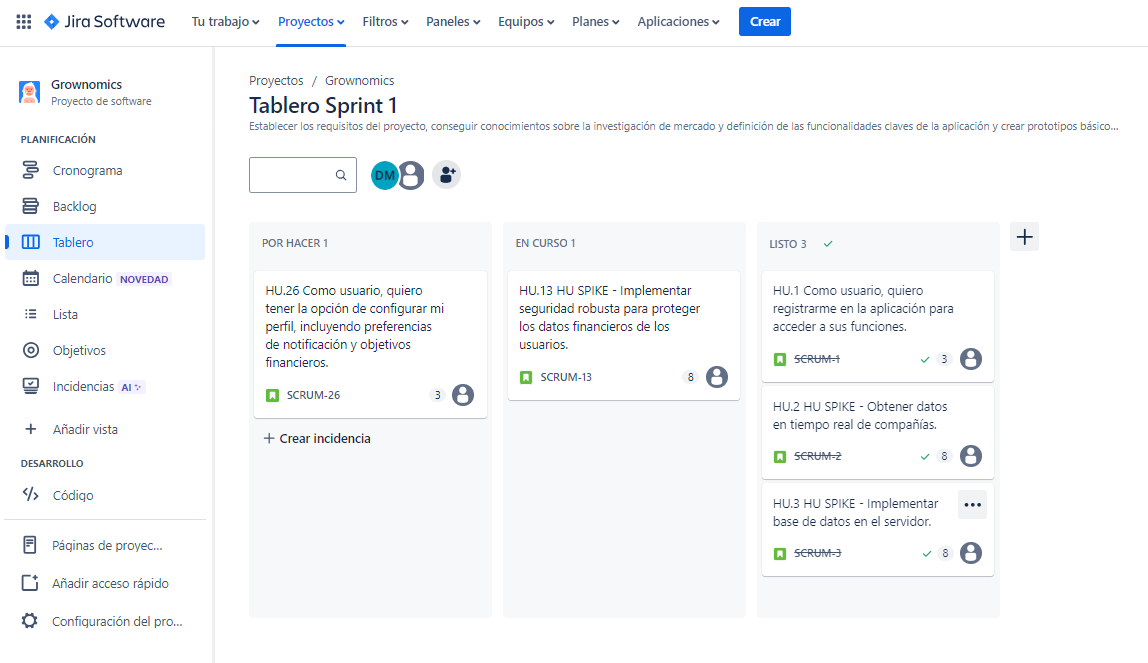 Jira Software
Tu trabajo
Proyectos
Filtros
Paneles
Equipos
Planes
Aplicaciones
Crear
Grownomics
Proyecto de software
PLANIFICACIÓN
Cronograma
Backlog
Tablero
Calendario NOVEDAD
Lista
Objetivos
Incidencias AI
Añadir vista
DESARROLLO
Código
Páginas de proyec...
Añadir acceso rápido
Configuración del pro...
Proyectos / Grownomics
Tablero Sprint 1
Establecer los requisitos del proyecto, conseguir conocimientos sobre la investigación de mercado y definición de las funcionalidades claves de la aplicación y crear prototipos básico...
DM
POR HACER 1
HU.26 Como usuario, quiero
tener la opción de configurar mi
perfil, incluyendo preferencias
de notificación y objetivos
financieros.
SCRUM-26 3
+ Crear incidencia
EN CURSO 1
HU.13 HU SPIKE - Implementar
seguridad robusta para proteger
los datos financieros de los
usuarios.
SCRUM-13 8
LISTO 3
HU.1 Como usuario, quiero
registrarme en la aplicación para
acceder a sus funciones.
SCRUM-1 3
HU.2 HU SPIKE - Obtener datos
en tiempo real de compañías.
SCRUM-2 8
HU.3 HU SPIKE - Implementar
base de datos en el servidor.
SCRUM-3 8